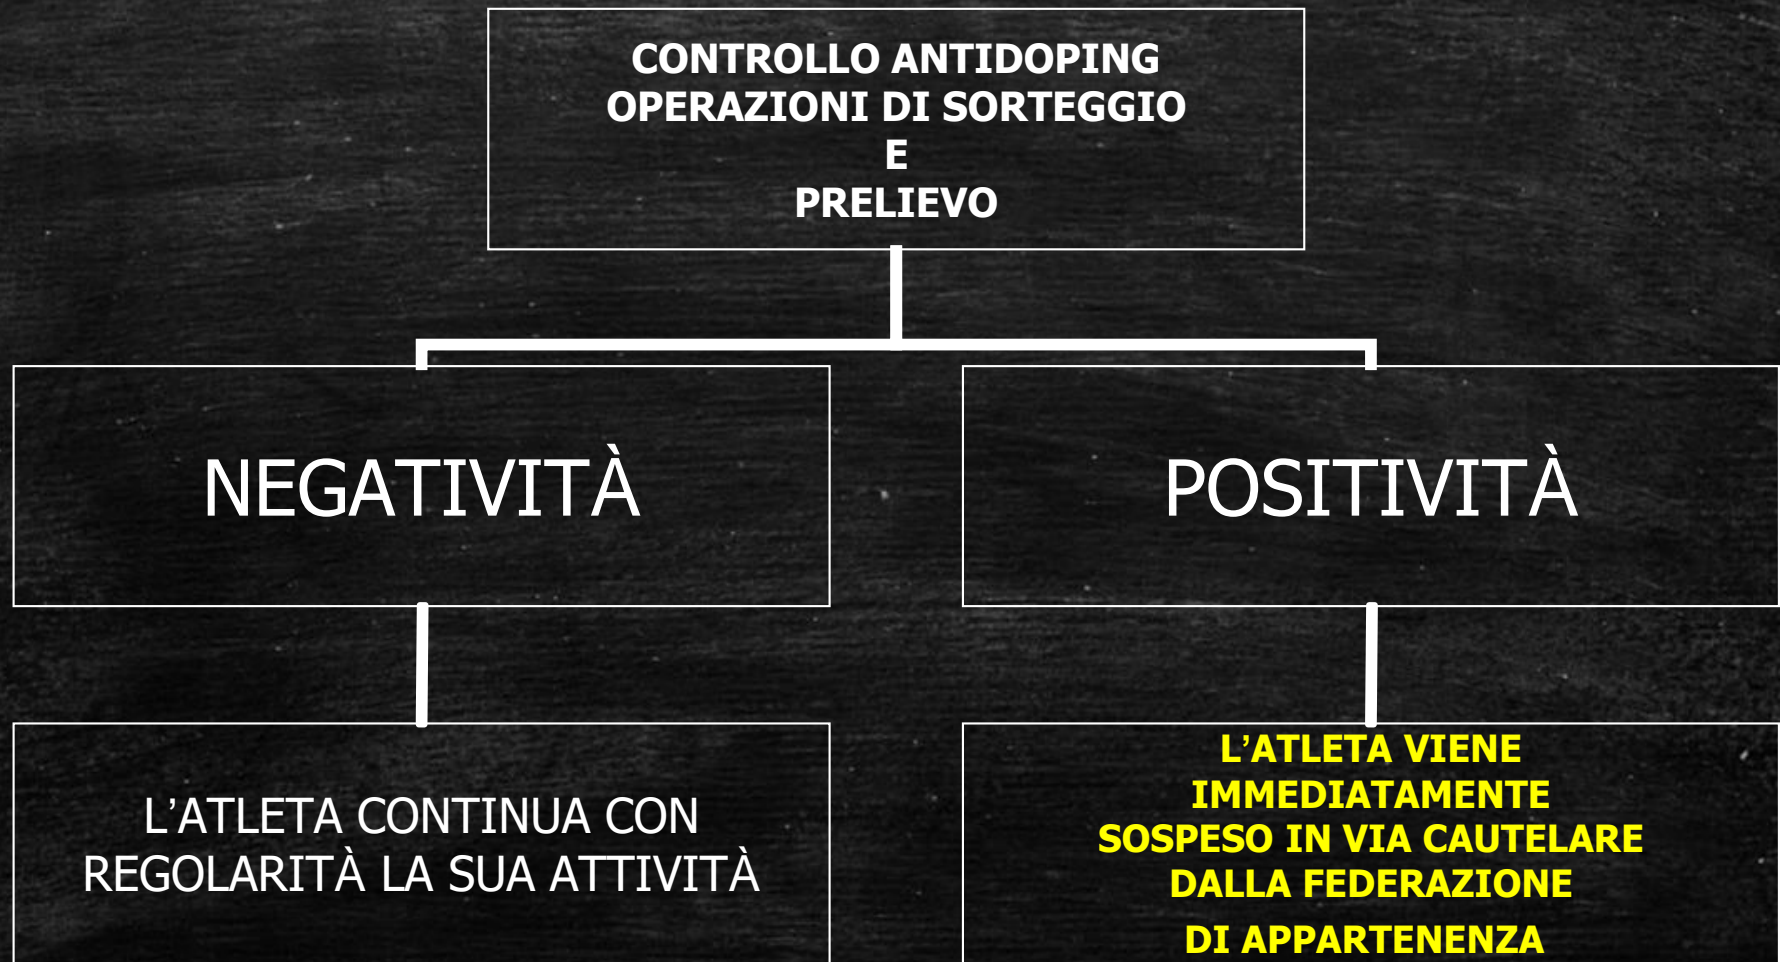 CONTROLLO ANTIDOPING
OPERAZIONI DI SORTEGGIO
E
PRELIEVO
NEGATIVITÀ
POSITIVITÀ
L’ATLETA CONTINUA CON
REGOLARITÀ LA SUA ATTIVITÀ
L’ATLETA VIENE
IMMEDIATAMENTE
SOSPESO IN VIA CAUTELARE
DALLA FEDERAZIONE
DI APPARTENENZA